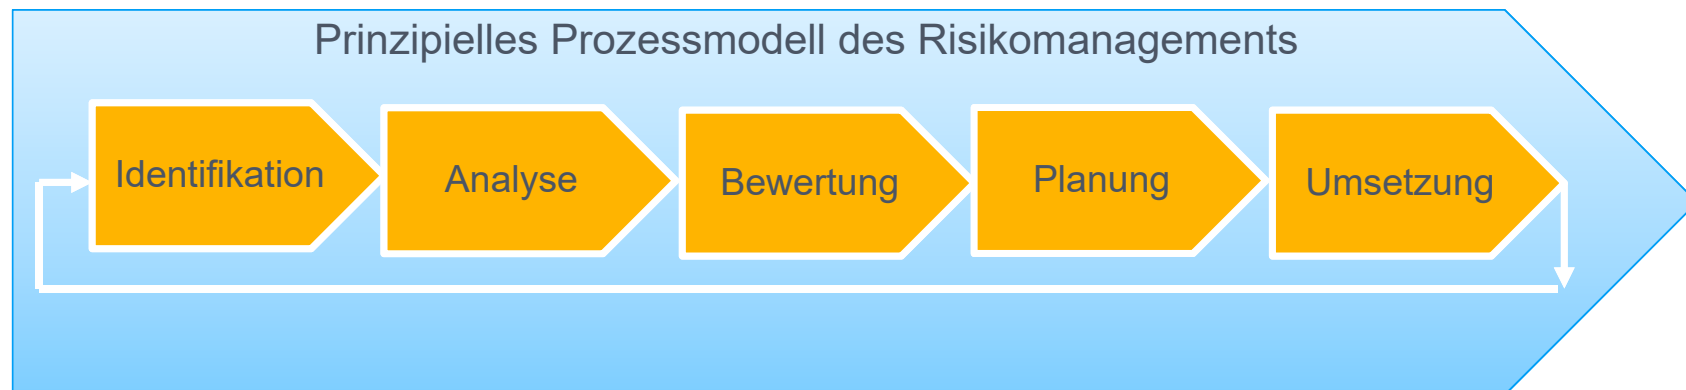 Prinzipielles Prozessmodell des Risikomanagements
Identifikation
Analyse
Bewertung
Planung
Umsetzung